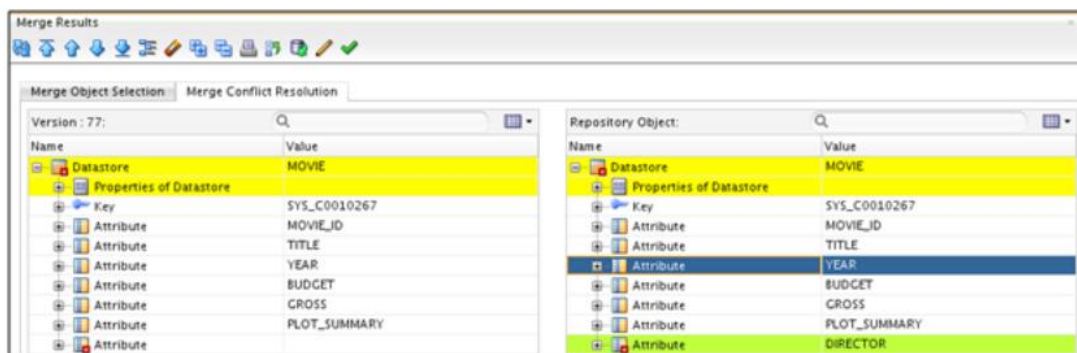 Merge Results
Merge Object Selection Merge Conflict Resolution
Version : 77:
Name Value
Datastore MOVIE
Properties of Datastore
Key SYS_C0010267
Attribute MOVIE_ID
Attribute TITLE
Attribute YEAR
Attribute BUDGET
Attribute GROSS
Attribute PLOT_SUMMARY
Attribute
Repository Object:
Name Value
Datastore MOVIE
Properties of Datastore
Key SYS_C0010267
Attribute MOVIE_ID
Attribute TITLE
Attribute YEAR
Attribute BUDGET
Attribute GROSS
Attribute PLOT_SUMMARY
Attribute DIRECTOR